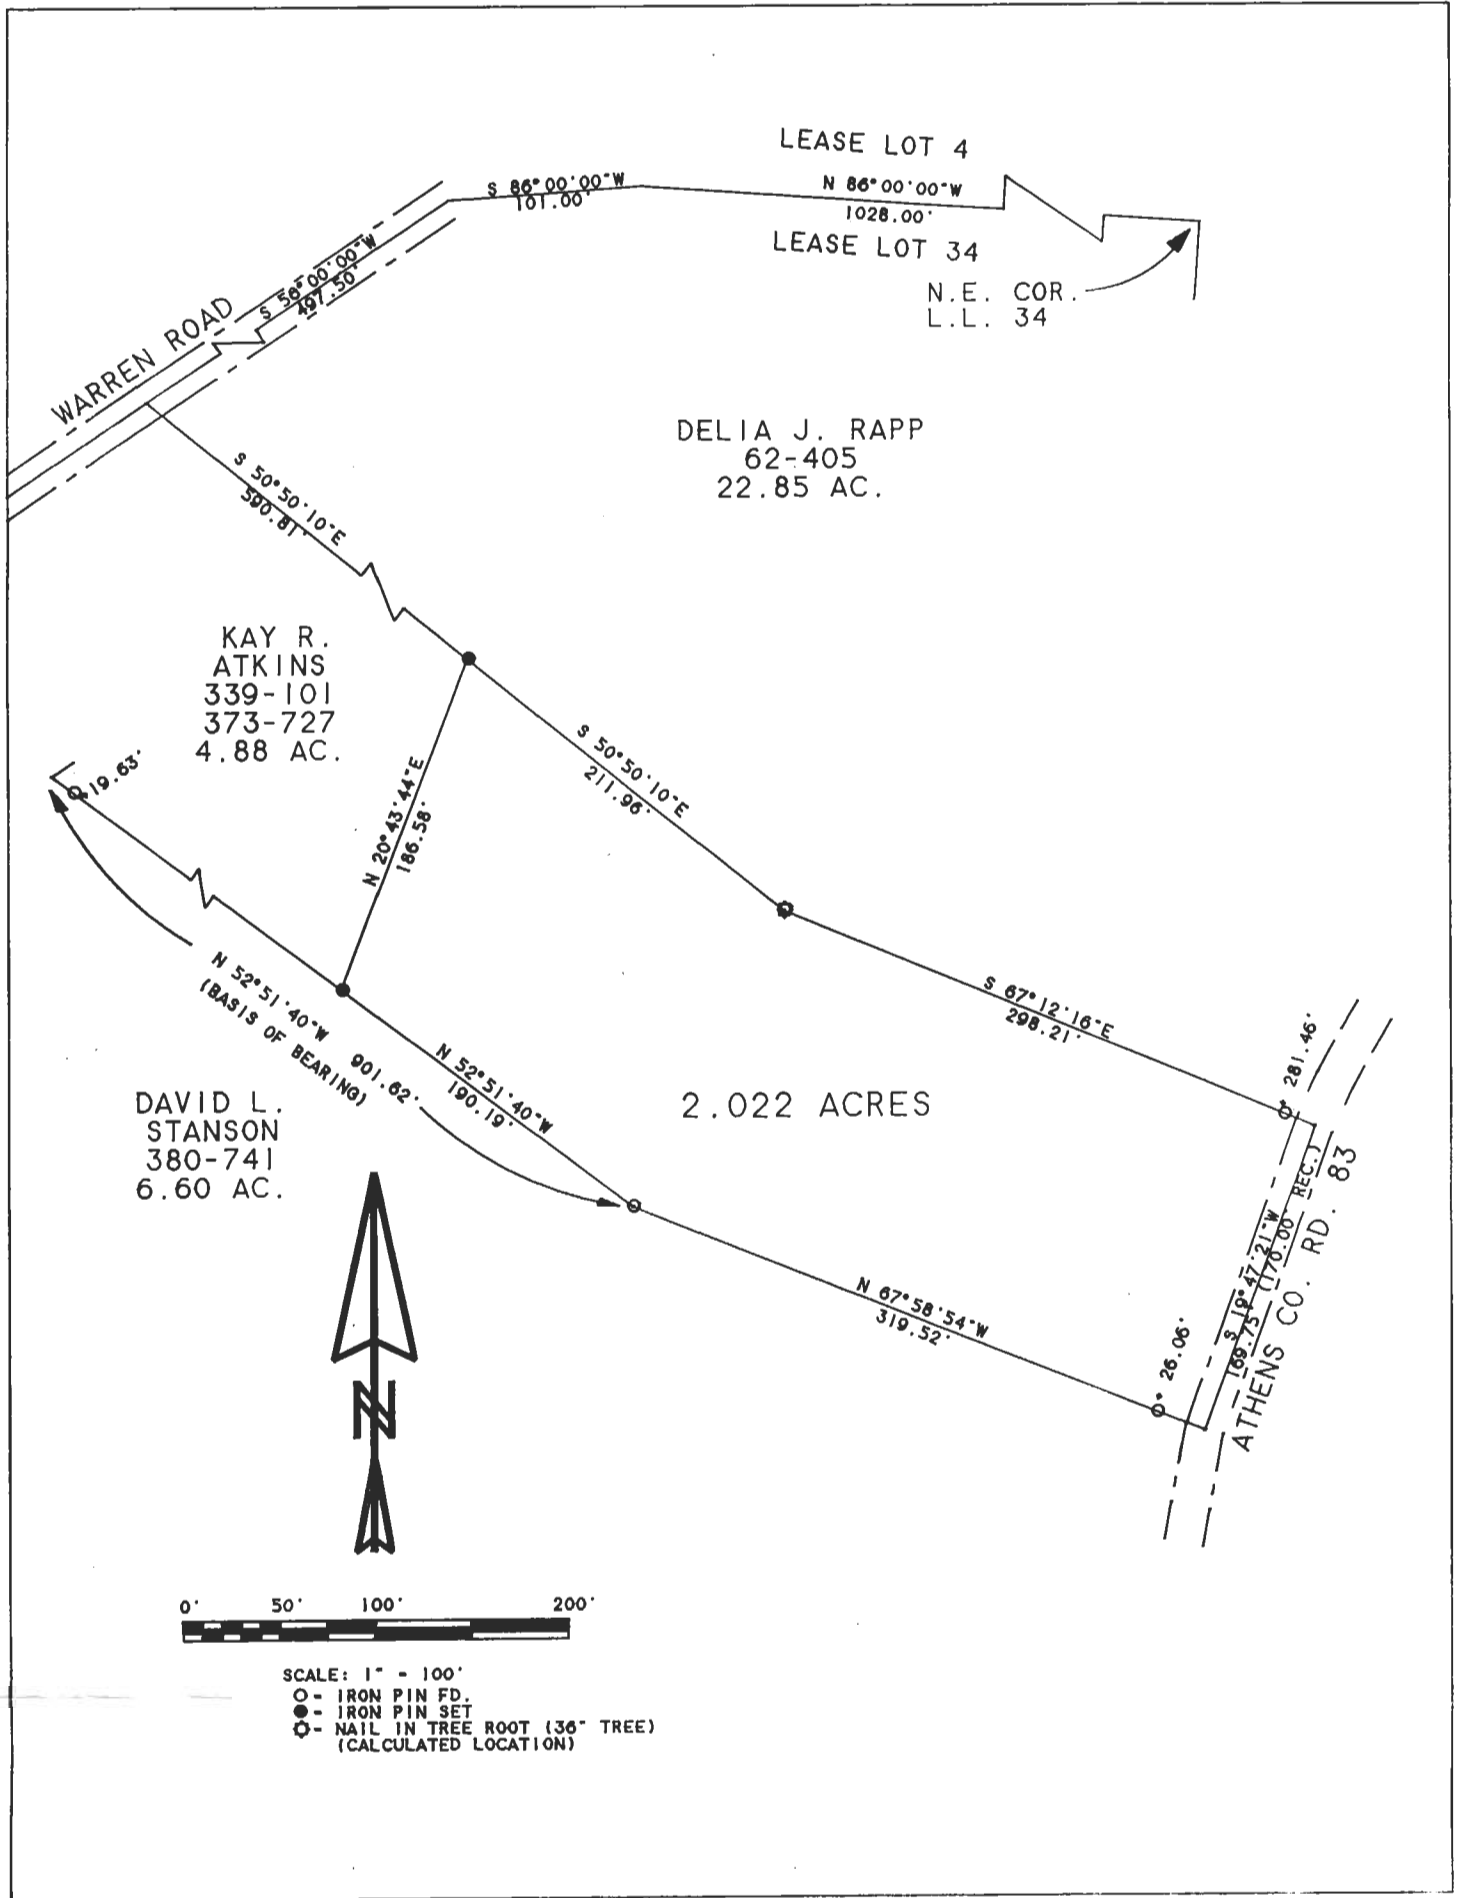 LEASE LOT 4
S 86°00'00"W
101.00'
N 86°00'00"W
1028.00'
LEASE LOT 34
N.E. COR.
L.L. 34
S 58°00'00"W
497.50'
WARREN ROAD
DELIA J. RAPP
62-405
22.85 AC.
S 50°50'10"E
590.81'
KAY R.
ATKINS
339-101
373-727
4.88 AC.
19.63'
N 20°43'44"E
186.58'
S 50°50'10"E
211.96'
S 67°12'16"E
298.21'
281.46'
N 52°51'40"W 901.62'
(BASIS OF BEARING)
N 52°51'40"W
190.19'
2.022 ACRES
DAVID L.
STANSON
380-741
6.60 AC.
S 19°47'21"W
169.75' (170.00' REC.)
ATHENS CO. RD. 83
N 67°58'54"W
319.52'
26.06'
N
0' 50' 100' 200'
SCALE: 1" - 100'
O - IRON PIN FD.
● - IRON PIN SET
- NAIL IN TREE ROOT (36" TREE)
(CALCULATED LOCATION)